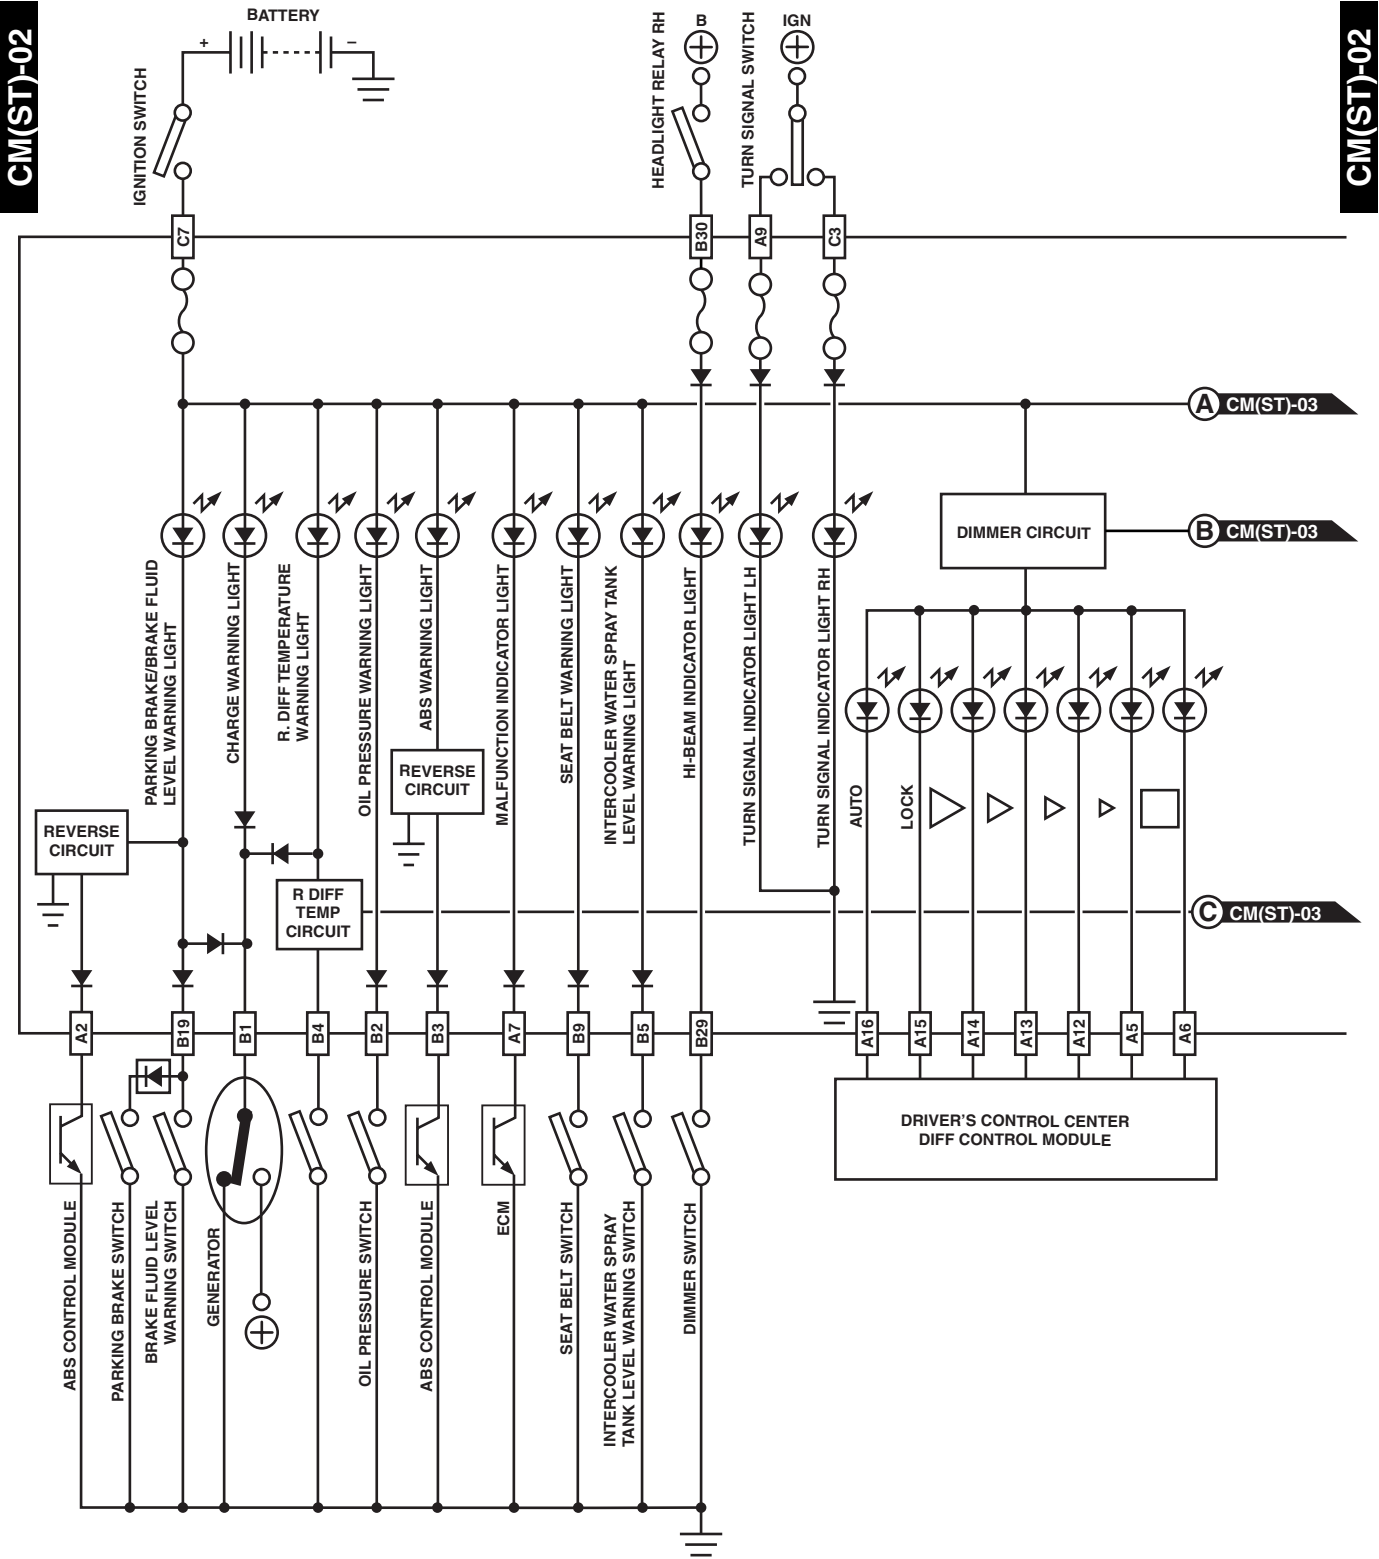 CM(ST)-02
CM(ST)-02
BATTERY
+
–
IGNITION SWITCH
HEADLIGHT RELAY RH
B
TURN SIGNAL SWITCH
IGN
C7
B30
A9
C3
A CM(ST)-03
DIMMER CIRCUIT
B CM(ST)-03
PARKING BRAKE/BRAKE FLUID
LEVEL WARNING LIGHT
CHARGE WARNING LIGHT
R. DIFF TEMPERATURE
WARNING LIGHT
OIL PRESSURE WARNING LIGHT
ABS WARNING LIGHT
MALFUNCTION INDICATOR LIGHT
SEAT BELT WARNING LIGHT
INTERCOOLER WATER SPRAY TANK
LEVEL WARNING LIGHT
HI-BEAM INDICATOR LIGHT
TURN SIGNAL INDICATOR LIGHT LH
TURN SIGNAL INDICATOR LIGHT RH
AUTO
LOCK
REVERSE
CIRCUIT
REVERSE
CIRCUIT
R DIFF
TEMP
CIRCUIT
C CM(ST)-03
A2
B19
B1
B4
B2
B3
A7
B9
B5
B29
A16
A15
A14
A13
A12
A5
A6
DRIVER'S CONTROL CENTER
DIFF CONTROL MODULE
ABS CONTROL MODULE
PARKING BRAKE SWITCH
BRAKE FLUID LEVEL
WARNING SWITCH
GENERATOR
OIL PRESSURE SWITCH
ABS CONTROL MODULE
ECM
SEAT BELT SWITCH
INTERCOOLER WATER SPRAY
TANK LEVEL WARNING SWITCH
DIMMER SWITCH